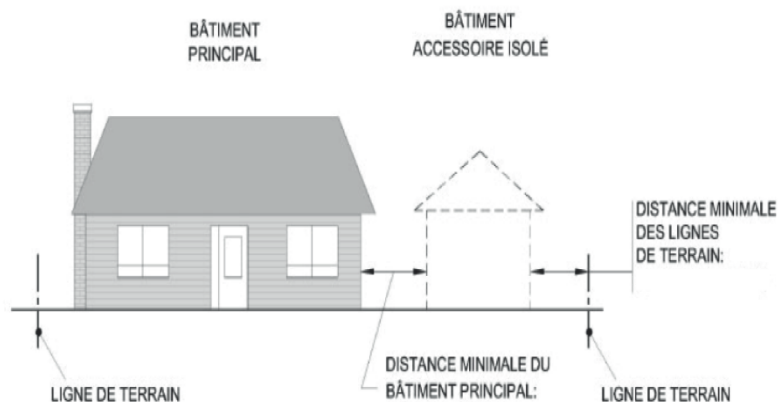 BÂTIMENT
PRINCIPAL
BÂTIMENT
ACCESSOIRE ISOLÉ
DISTANCE MINIMALE
DES LIGNES
DE TERRAIN:
DISTANCE MINIMALE DU
BÂTIMENT PRINCIPAL:
LIGNE DE TERRAIN
LIGNE DE TERRAIN